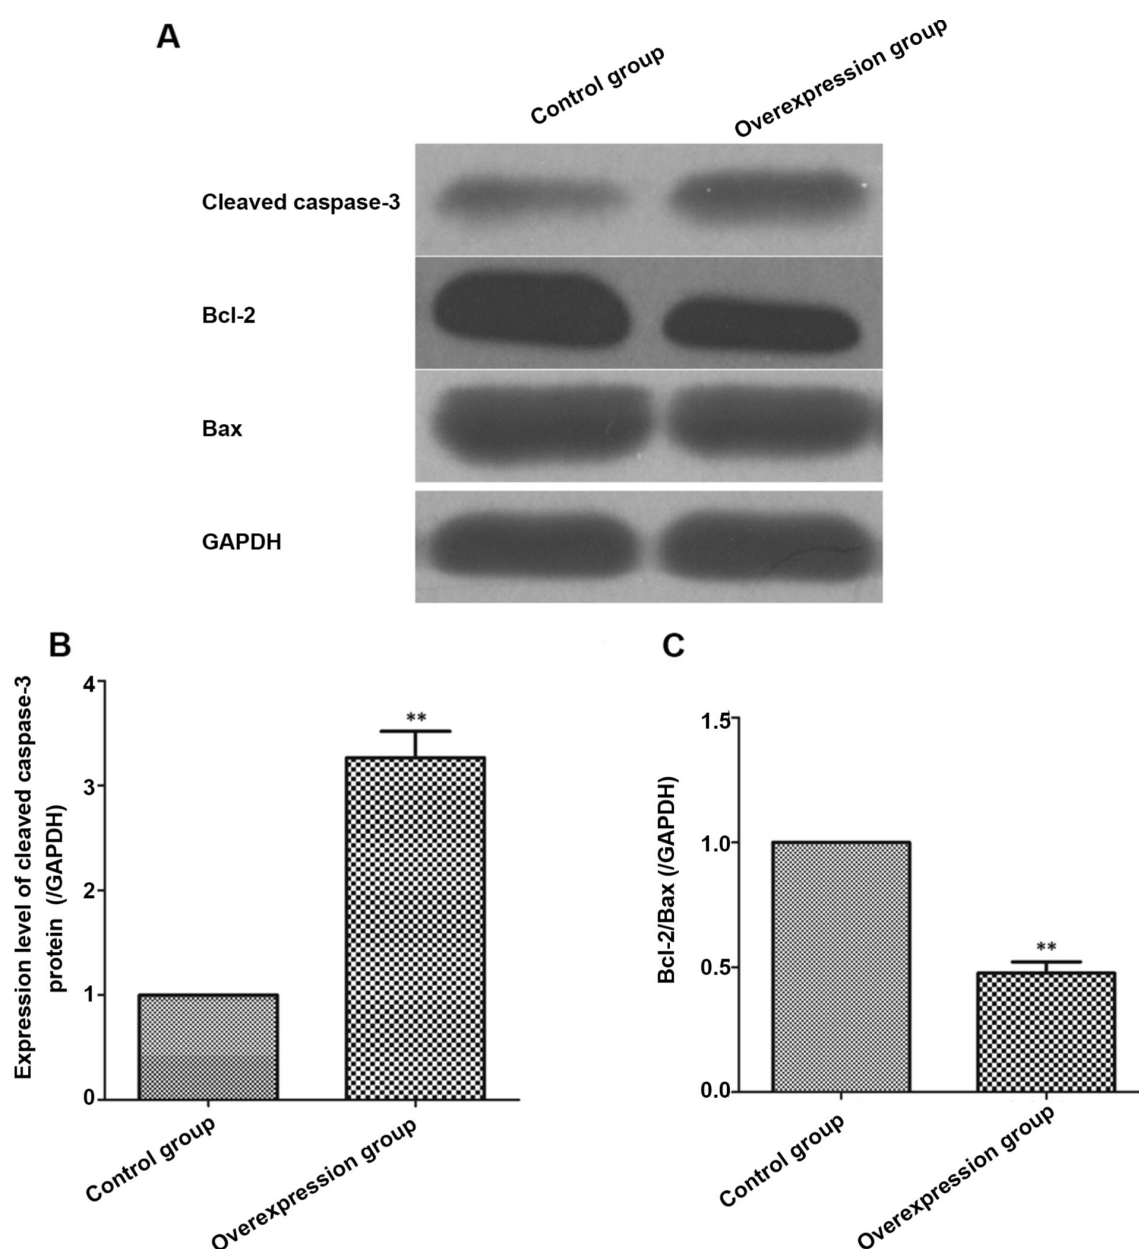 A
Control group
Overexpression group
Cleaved caspase-3
Bcl-2
Bax
GAPDH
B
Expression level of cleaved caspase-3
protein (/GAPDH)
4
3
2
1
0
**
Control group
Overexpression group
C
Bcl-2/Bax (/GAPDH)
1.5
1.0
0.5
0.0
**
Control group
Overexpression group